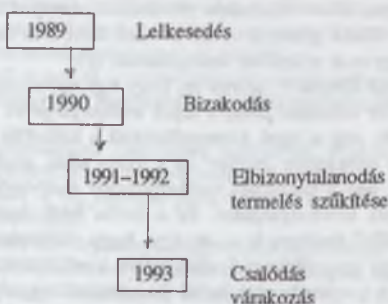 1989 Lelkesedés
1990 Bizakodás
1991–1992 Elbizonytalanodás
termelés szűkítése
1993 Csalódás
várakozás